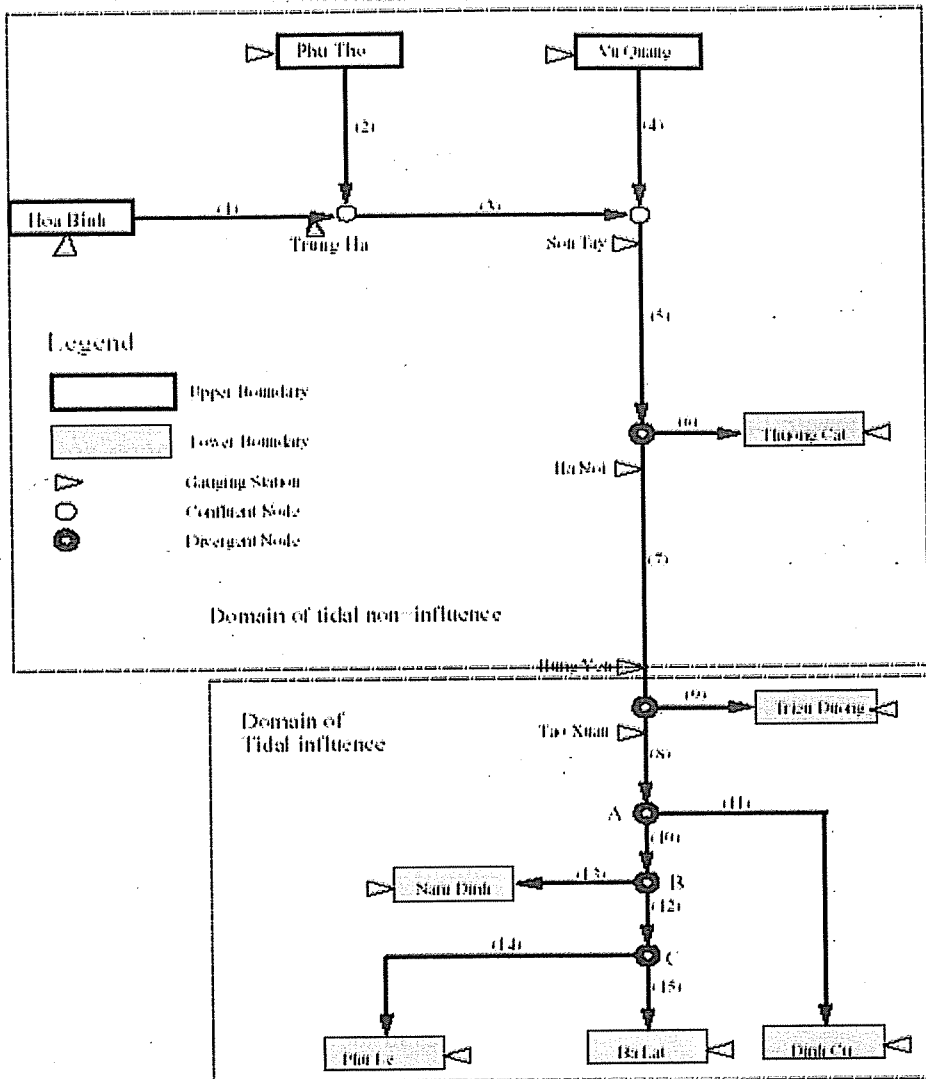 Phu Tho
Vu Quang
(2)
(4)
Hoa Binh
(1)
(3)
Trung Ha
Son Tay
(5)
Legend
Upper Boundary
Lower Boundary
Gauging Station
Confluent Node
Divergent Node
(6)
Thuong Cat
Ha Noi
(7)
Domain of tidal non-influence
Hung Yen
Domain of
Tidal influence
(9)
Trieu Duong
Tao Xuan
(8)
A
(11)
(10)
Nam Dinh
(13)
B
(12)
(14)
C
(15)
Phu Le
Ba Lat
Dinh Cu